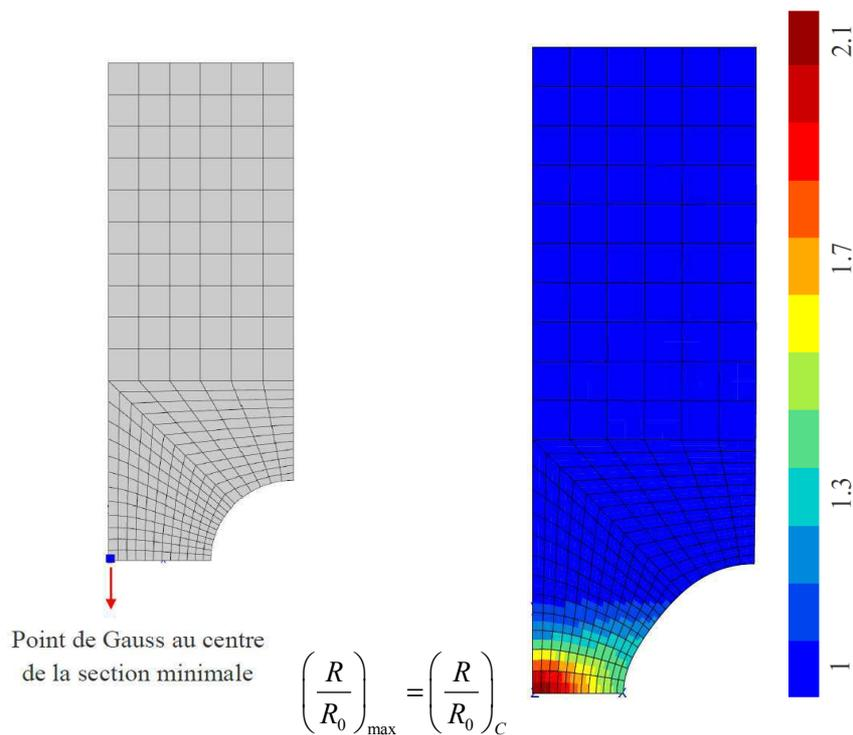 2.1
1.7
1.3
1
Point de Gauss au centre
de la section minimale
(R/R₀)max = (R/R₀)C
Z X